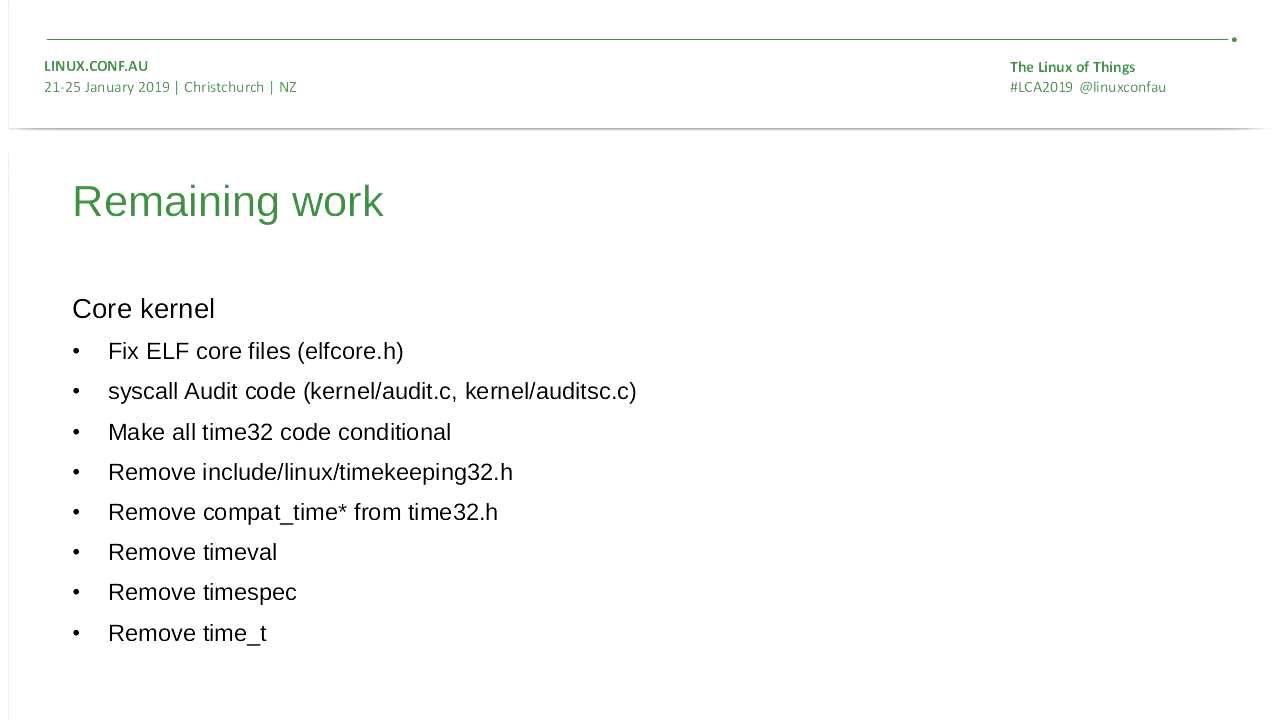 LINUX.CONF.AU
21-25 January 2019 | Christchurch | NZ
The Linux of Things
#LCA2019 @linuxconfau
Remaining work
Core kernel
• Fix ELF core files (elfcore.h)
• syscall Audit code (kernel/audit.c, kernel/auditsc.c)
• Make all time32 code conditional
• Remove include/linux/timekeeping32.h
• Remove compat_time* from time32.h
• Remove timeval
• Remove timespec
• Remove time_t